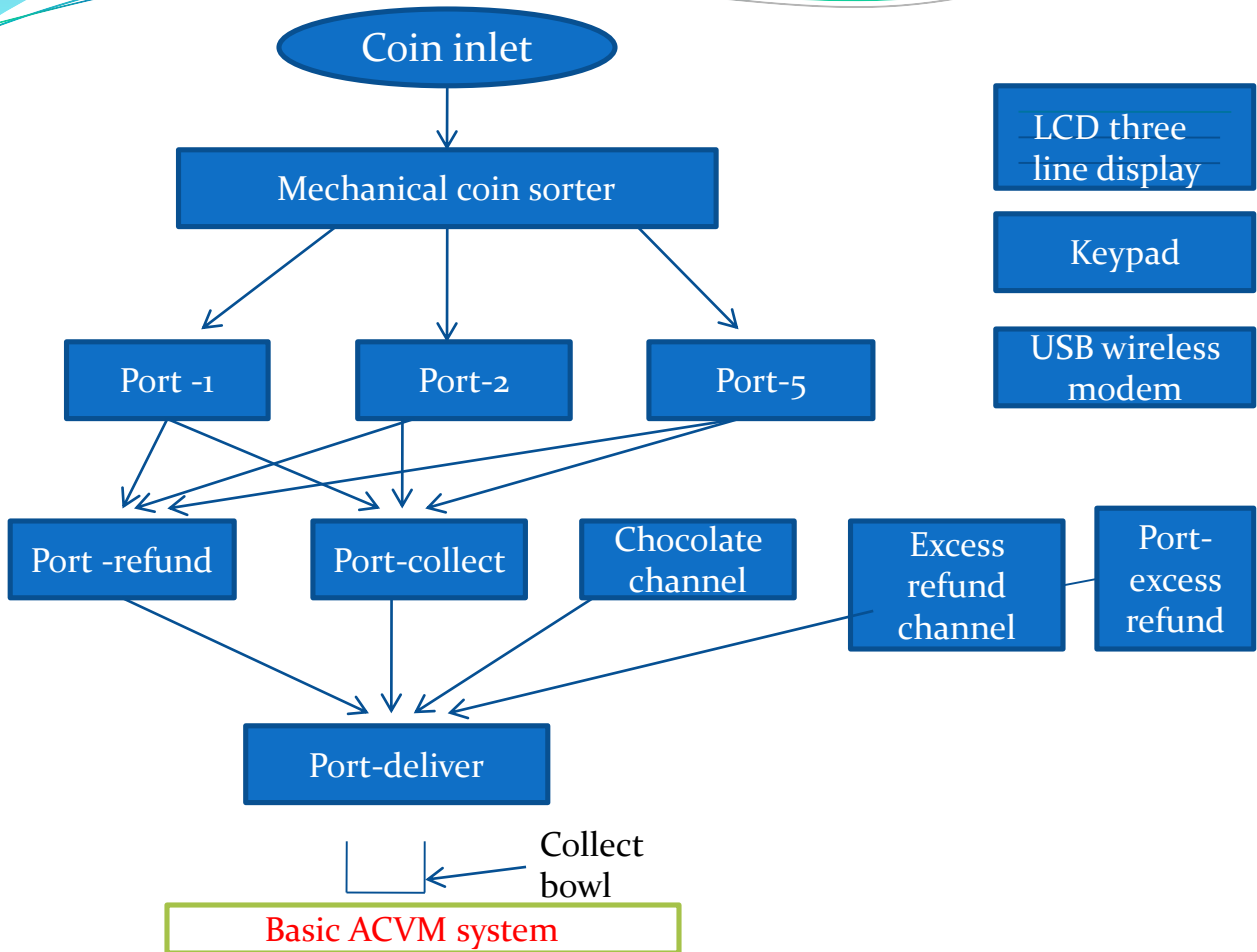 Coin inlet
Mechanical coin sorter
LCD three
line display
Keypad
USB wireless
modem
Port -1
Port-2
Port-5
Port -refund
Port-collect
Chocolate
channel
Excess
refund
channel
Port-
excess
refund
Port-deliver
Collect
bowl
Basic ACVM system